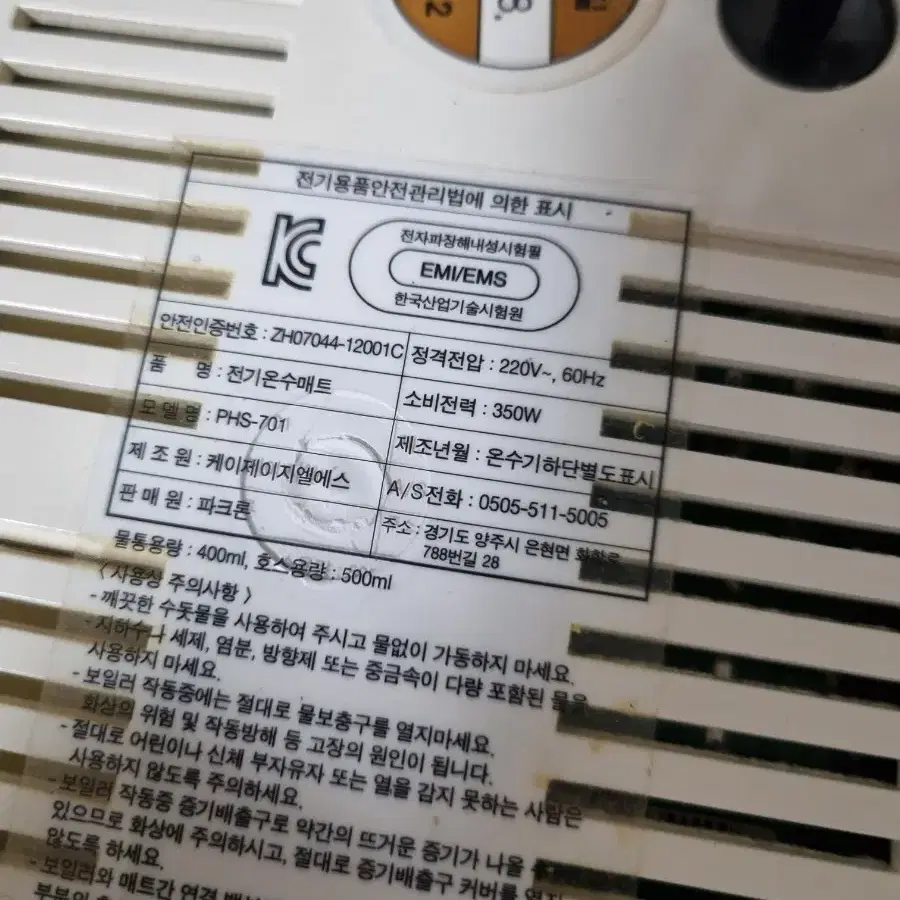 2
8.
전기용품안전관리법에 의한 표시
KC
전자파장해내성시험필
EMI/EMS
한국산업기술시험원
안전인증번호 : ZH07044-12001C
정격전압 : 220V~, 60Hz
품 명 : 전기온수매트
소비전력 : 350W
모델명 : PHS-701
제조년월 : 온수기하단별도표시
제 조 원 : 케이제이지엘에스
A/S전화 : 0505-511-5005
판 매 원 : 파크론
주소 : 경기도 양주시 은현면 화합로
788번길 28
물통용량 : 400ml, 호스용량 : 500ml
〈사용상 주의사항〉
- 깨끗한 수돗물을 사용하여 주시고 물없이 가동하지 마세요.
- 지하수나 세제, 염분, 방향제 또는 중금속이 다량 포함된 물을
사용하지 마세요.
- 보일러 작동중에는 절대로 물보충구를 열지마세요.
화상의 위험 및 작동방해 등 고장의 원인이 됩니다.
- 절대로 어린이나 신체 부자유자 또는 열을 감지 못하는 사람은
사용하지 않도록 주의하세요.
- 보일러 작동중 증기배출구로 약간의 뜨거운 증기가 나올
있으므로 화상에 주의하시고, 절대로 증기배출구 커버를
않도록 하세요.
- 보일러와 매트간 연결